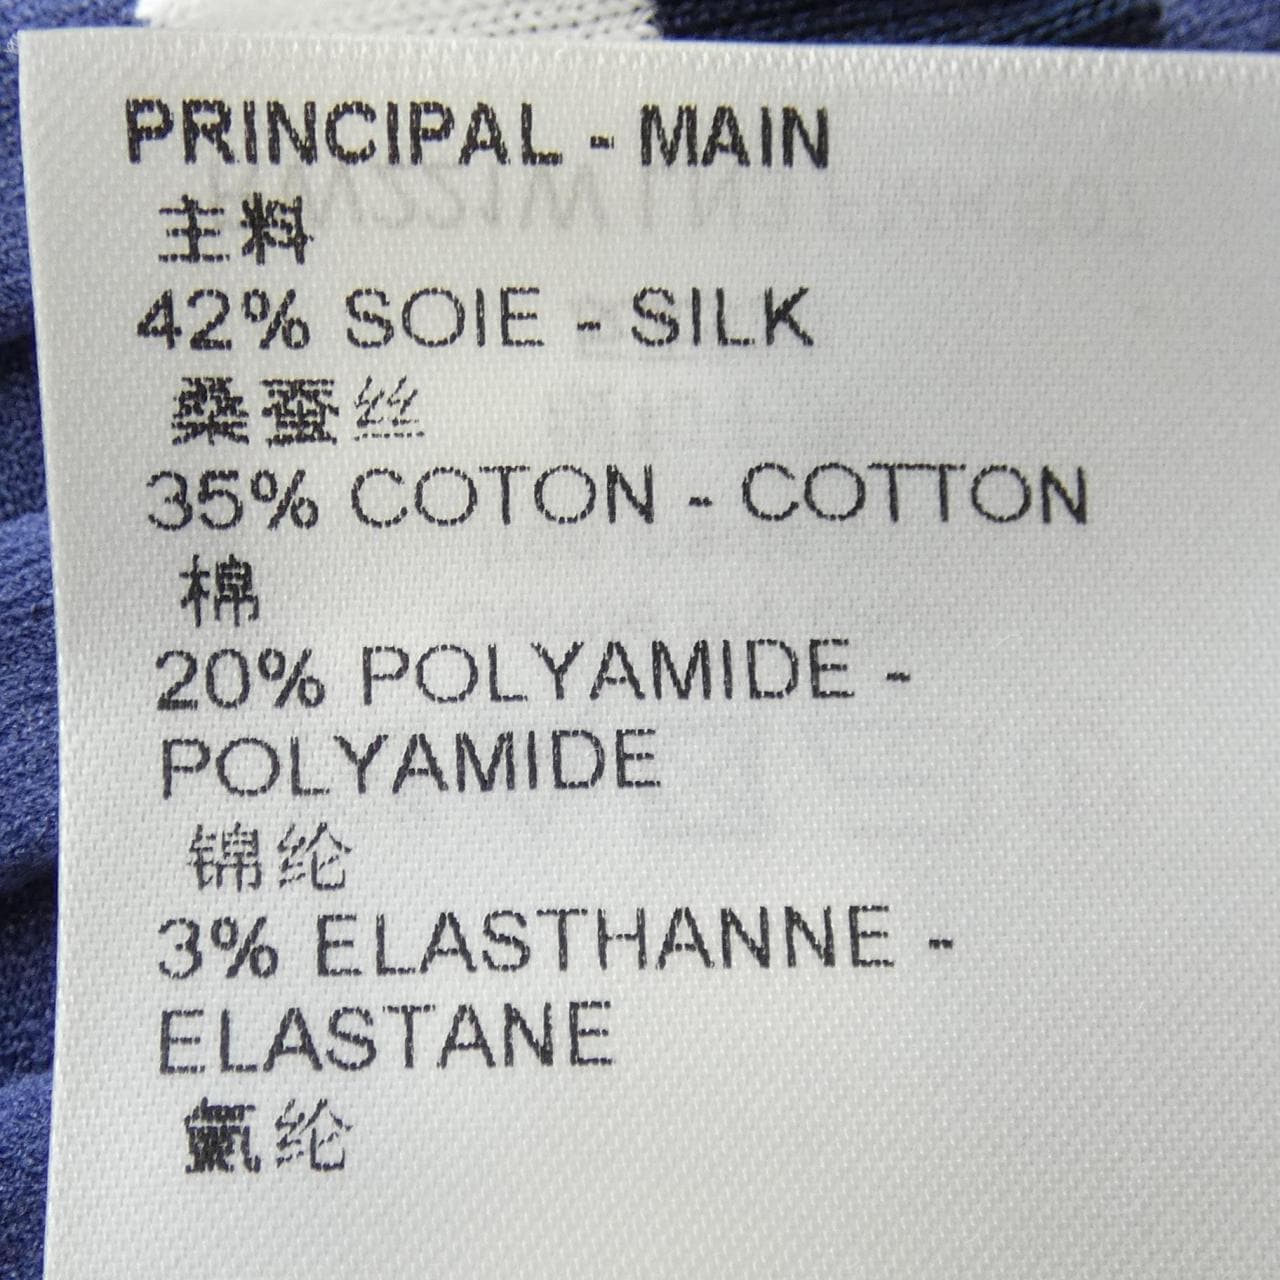 PRINCIPAL - MAIN
主料
42% SOIE - SILK
桑蚕丝
35% COTON - COTTON
棉
20% POLYAMIDE -
POLYAMIDE
锦纶
3% ELASTHANNE -
ELASTANE
氨纶